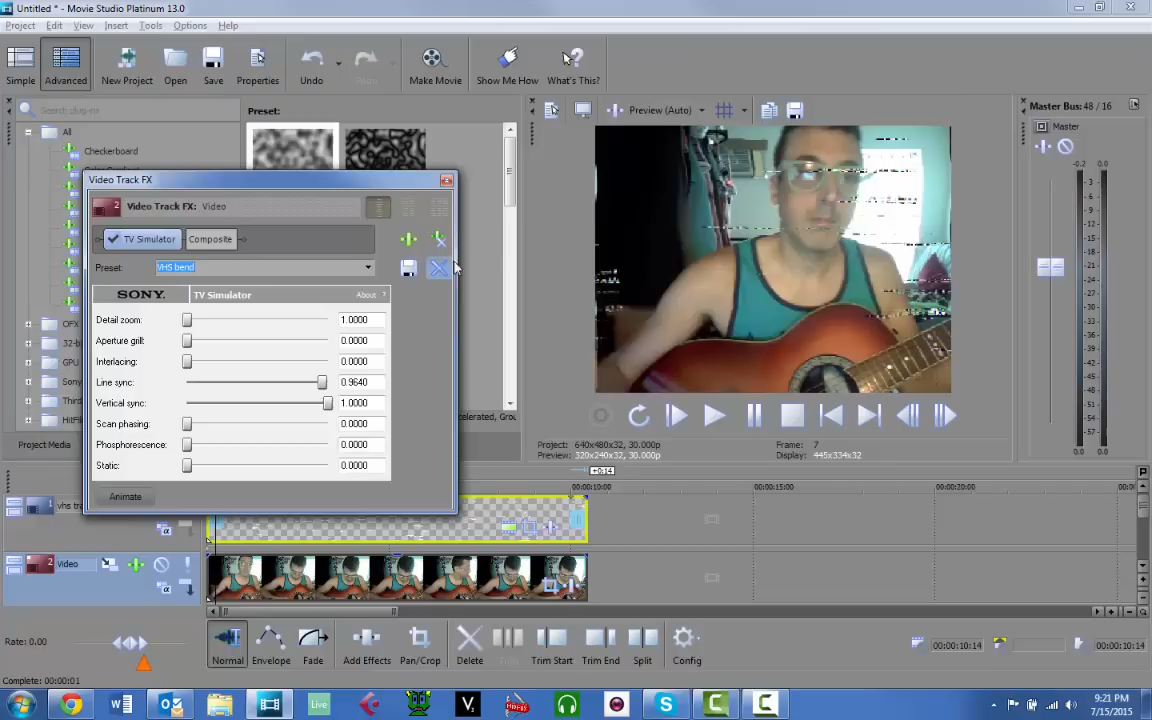 Untitled * - Movie Studio Platinum 13.0
Project Edit View Insert Tools Options Help
Simple Advanced New Project Open Save Properties Undo Make Movie Show Me How What's This?
Search plug-ins
Preset:
Preview (Auto)
Master Bus: 48 / 16
All
Master
Checkerboard
-0.2 0.0
Video Track FX
Video Track FX: Video
TV Simulator Composite
Preset: VHS bend
SONY. TV Simulator About ?
Detail zoom: 1.0000
Aperture grill: 0.0000
Interlacing: 0.0000
Line sync: 0.9640
Vertical sync: 1.0000
Scan phasing: 0.0000
Phosphorescence: 0.0000
Static: 0.0000
Animate
OFX
32-b
GPU
Sony
Third
HitFil
Project Media
-3
-6
-9
-12
-15
-18
-21
-24
-27
-30
-33
-36
-39
-42
-45
-48
-51
-57
Project: 640x480x32, 30.000p
Preview: 320x240x32, 30.000p
Frame: 7
Display: 445x334x32
+0:14
00:00:10:00 00:00:15:00 00:00:20:00
vhs tra
1
2 Video
Rate: 0.00
Normal Envelope Fade Add Effects Pan/Crop Delete Trim Start Trim End Split Config
00:00:10:14 00:00:10:14
Complete: 00:00:01
Live
9:21 PM
7/15/2015